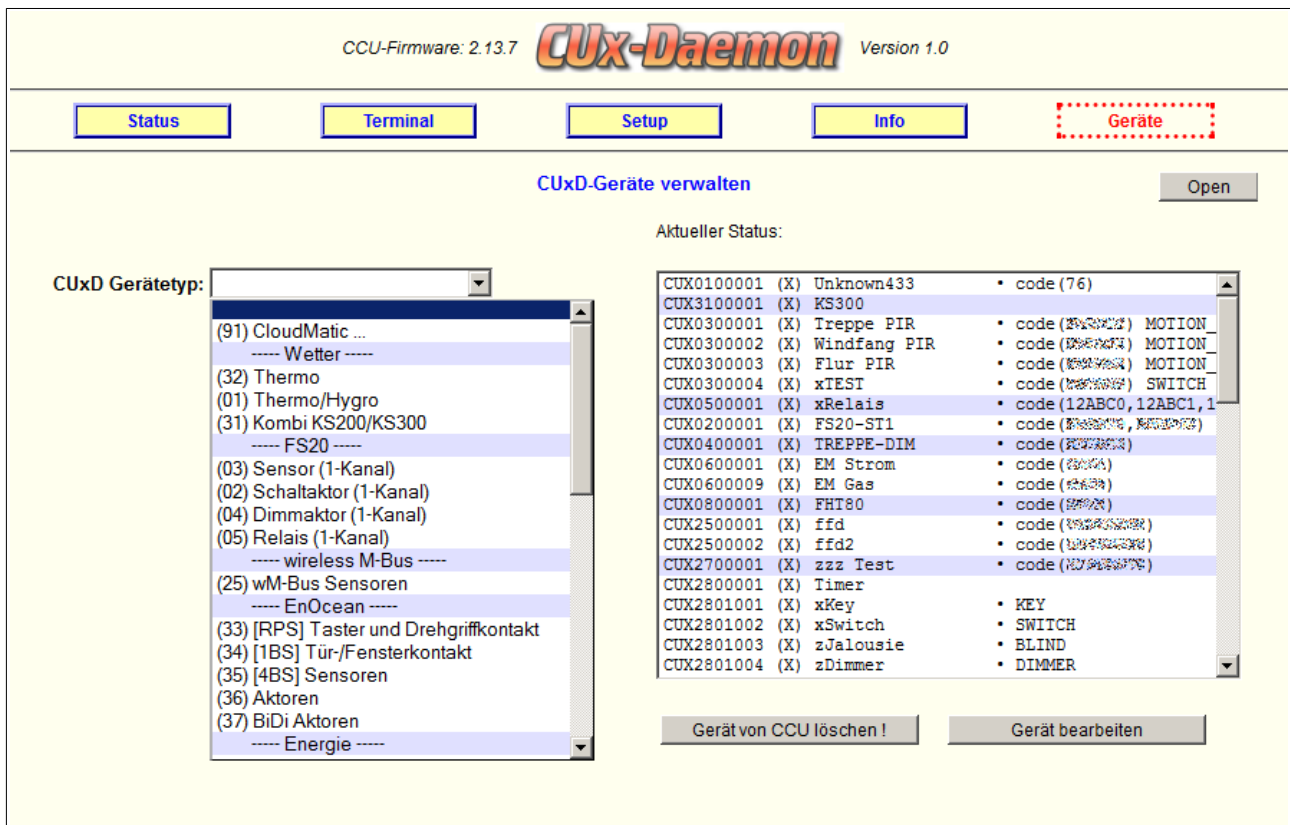 CCU-Firmware: 2.13.7 CUx-Daemon Version 1.0
Status Terminal Setup Info Geräte
CUxD-Geräte verwalten
Open
Aktueller Status:
CUxD Gerätetyp:
(91) CloudMatic ...
----- Wetter -----
(32) Thermo
(01) Thermo/Hygro
(31) Kombi KS200/KS300
----- FS20 -----
(03) Sensor (1-Kanal)
(02) Schaltaktor (1-Kanal)
(04) Dimmaktor (1-Kanal)
(05) Relais (1-Kanal)
----- wireless M-Bus -----
(25) wM-Bus Sensoren
----- EnOcean -----
(33) [RPS] Taster und Drehgriffkontakt
(34) [1BS] Tür-/Fensterkontakt
(35) [4BS] Sensoren
(36) Aktoren
(37) BiDi Aktoren
----- Energie -----
CUX0100001 (X) Unknown433 • code(76)
CUX3100001 (X) KS300
CUX0300001 (X) Treppe PIR • code( ) MOTION_
CUX0300002 (X) Windfang PIR • code( ) MOTION_
CUX0300003 (X) Flur PIR • code( ) MOTION_
CUX0300004 (X) xTEST • code( ) SWITCH
CUX0500001 (X) xRelais • code(12ABC0,12ABC1,1
CUX0200001 (X) FS20-ST1 • code( , )
CUX0400001 (X) TREPPE-DIM • code( )
CUX0600001 (X) EM Strom • code( )
CUX0600009 (X) EM Gas • code( )
CUX0800001 (X) FHT80 • code( )
CUX2500001 (X) ffd • code( )
CUX2500002 (X) ffd2 • code( )
CUX2700001 (X) zzz Test • code( )
CUX2800001 (X) Timer
CUX2801001 (X) xKey • KEY
CUX2801002 (X) xSwitch • SWITCH
CUX2801003 (X) zJalousie • BLIND
CUX2801004 (X) zDimmer • DIMMER
Gerät von CCU löschen ! Gerät bearbeiten